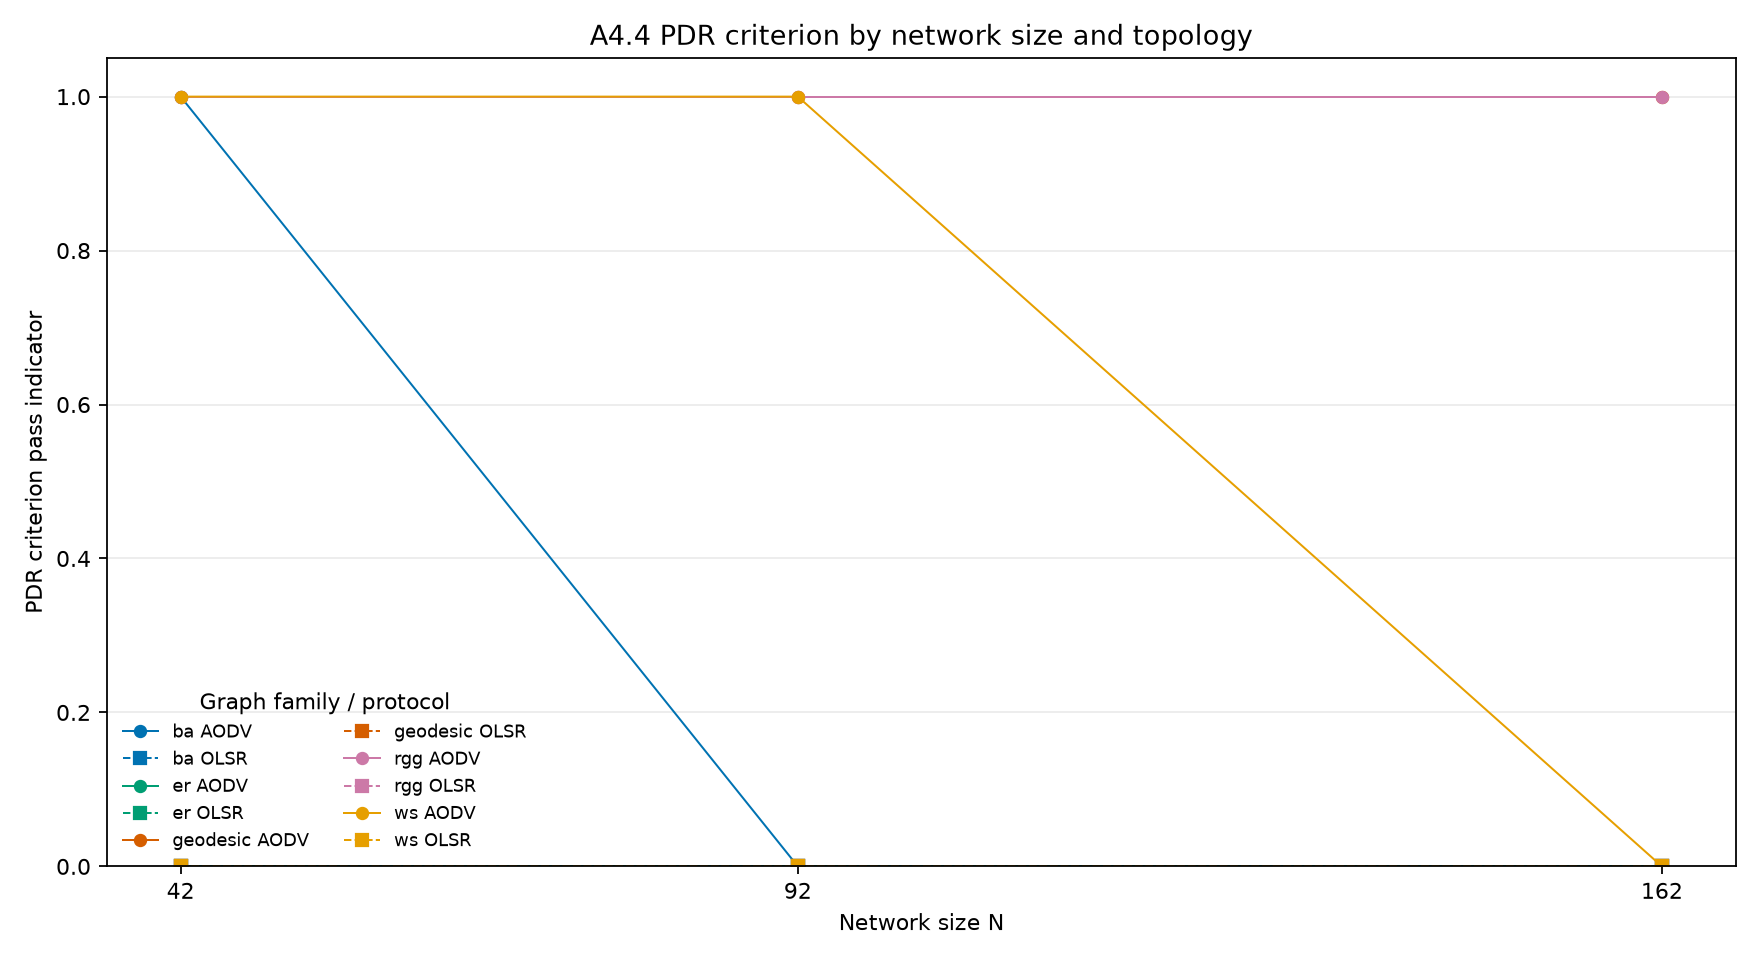 A4.4 PDR criterion by network size and topology
PDR criterion pass indicator
1.0
0.8
0.6
0.4
0.2
0.0
Graph family / protocol
ba AODV
ba OLSR
er AODV
er OLSR
geodesic AODV
geodesic OLSR
rgg AODV
rgg OLSR
ws AODV
ws OLSR
42
92
162
Network size N